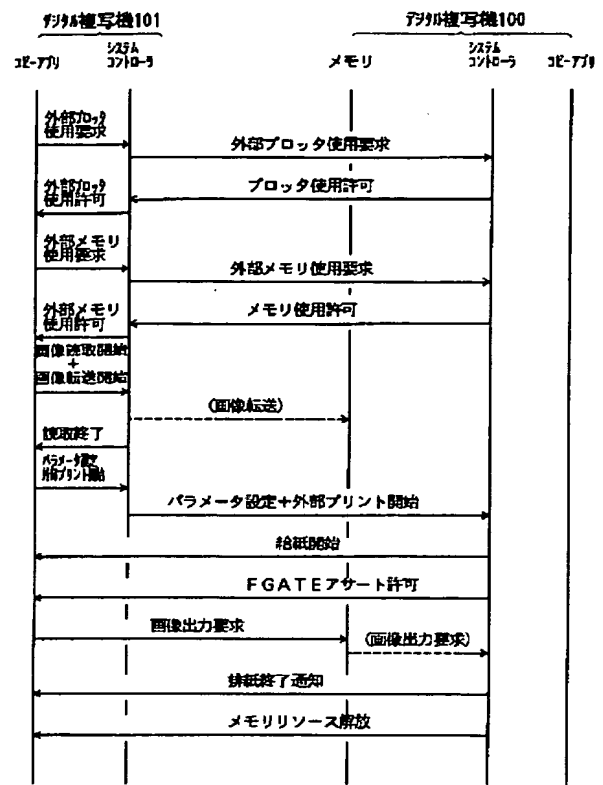 デジタル複写機101
デジタル複写機100
コピーアプリ
システム
コントローラ
メモリ
システム
コントローラ
コピーアプリ
外部プロッタ
使用要求
外部プロッタ使用要求
プロッタ使用許可
外部プロッタ
使用許可
外部メモリ
使用要求
外部メモリ使用要求
メモリ使用許可
外部メモリ
使用許可
画像読取開始
+
画像転送開始
(画像転送)
読取終了
パラメータ設定
外部プリント開始
パラメータ設定+外部プリント開始
給紙開始
FGATEアサート許可
画像出力要求
(画像出力要求)
排紙終了通知
メモリリソース解放